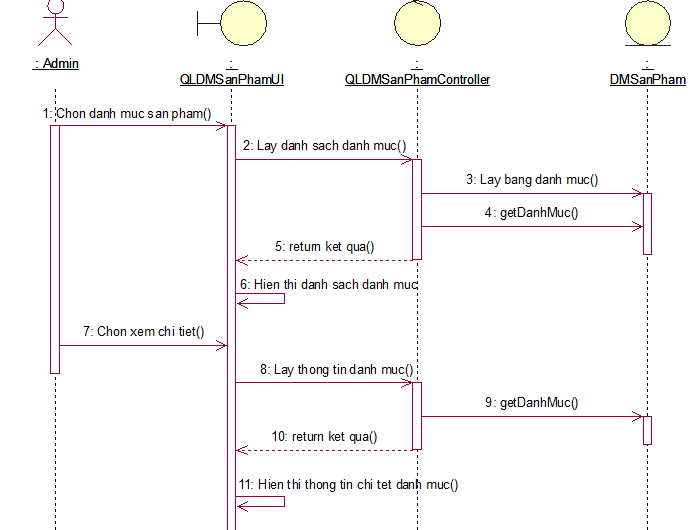 : Admin
:
QLDMSanPhamUI
:
QLDMSanPhamController
:
DMSanPham
1: Chon danh muc san pham()
2: Lay danh sach danh muc()
3: Lay bang danh muc()
4: getDanhMuc()
5: return ket qua()
6: Hien thi danh sach danh muc
7: Chon xem chi tiet()
8: Lay thong tin danh muc()
9: getDanhMuc()
10: return ket qua()
11: Hien thi thong tin chi tet danh muc()